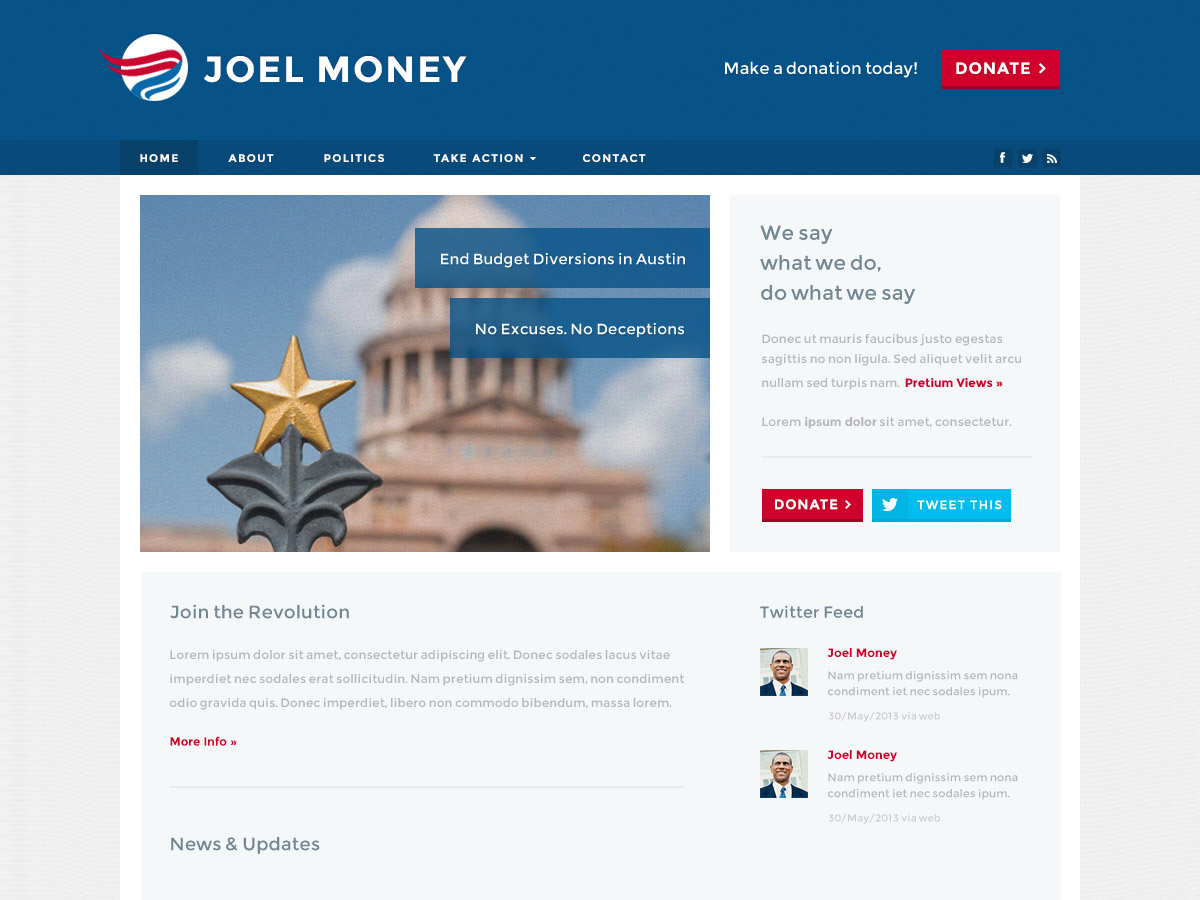 JOEL MONEY
Make a donation today!
DONATE >
HOME
ABOUT
POLITICS
TAKE ACTION
CONTACT
End Budget Diversions in Austin
No Excuses. No Deceptions
We say
what we do,
do what we say
Donec ut mauris faucibus justo egestas
sagittis no non ligula. Sed aliquet velit arcu
nullam sed turpis nam. Pretium Views »
Lorem ipsum dolor sit amet, consectetur.
DONATE >
TWEET THIS
Join the Revolution
Lorem ipsum dolor sit amet, consectetur adipiscing elit. Donec sodales lacus vitae
imperdiet nec sodales erat sollicitudin. Nam pretium dignissim sem, non condiment
odio gravida quis. Donec imperdiet, libero non commodo bibendum, massa lorem.
More Info »
News & Updates
Twitter Feed
Joel Money
Nam pretium dignissim sem nona
condiment iet nec sodales ipum.
30/May/2013 via web
Joel Money
Nam pretium dignissim sem nona
condiment iet nec sodales ipum.
30/May/2013 via web